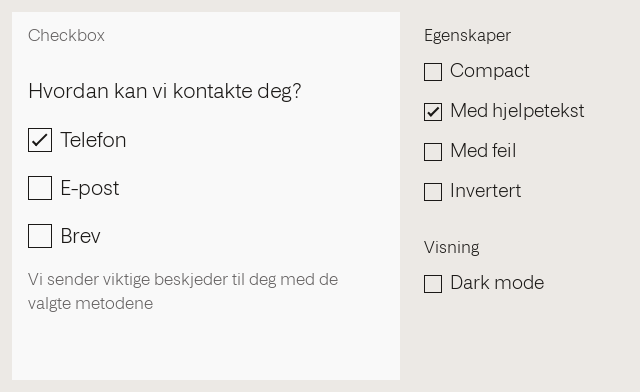 Checkbox
Hvordan kan vi kontakte deg?
Telefon
E-post
Brev
Vi sender viktige beskjeder til deg med de
valgte metodene
Egenskaper
Compact
Med hjelpetekst
Med feil
Invertert
Visning
Dark mode